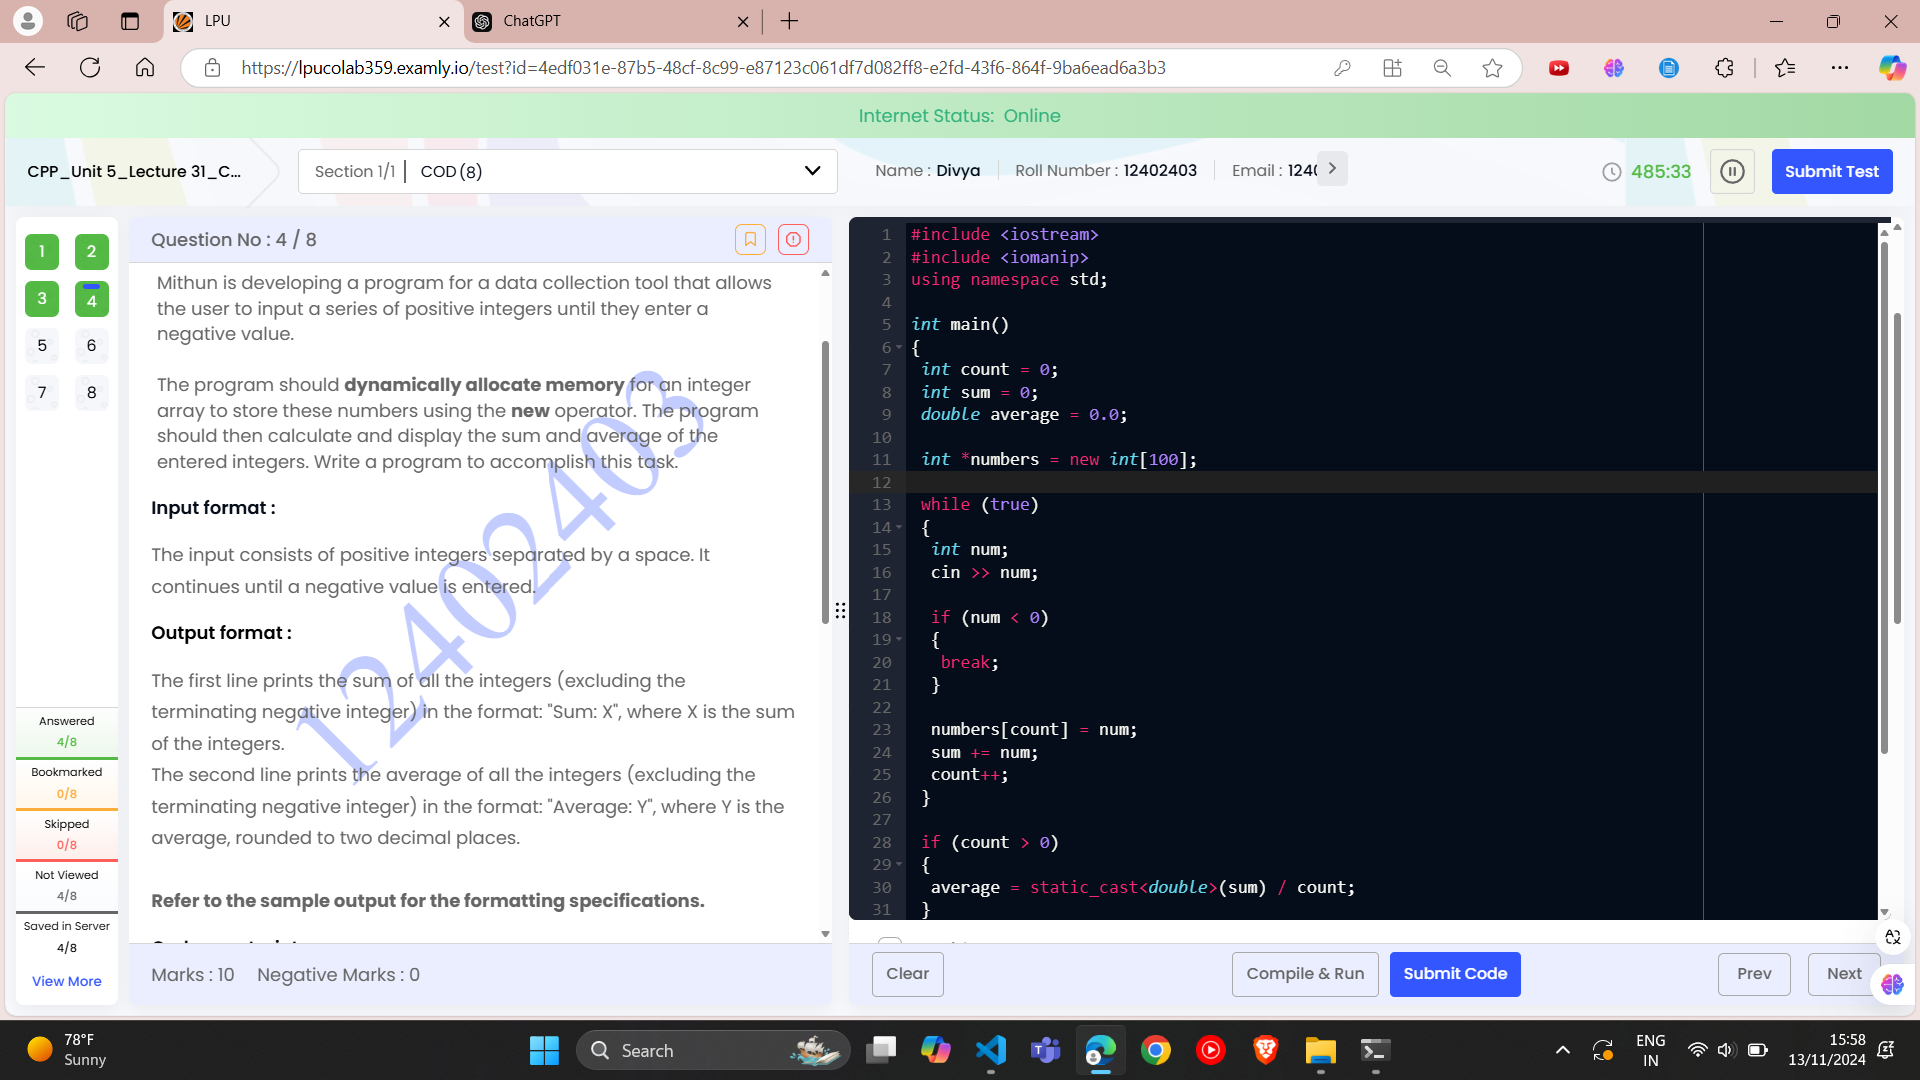 LPU
ChatGPT
https://lpucolab359.examly.io/test?id=4edf031e-87b5-48cf-8c99-e87123c061df7d082ff8-e2fd-43f6-864f-9ba6ead6a3b3
Internet Status: Online
CPP_Unit 5_Lecture 31_C...
Section 1/1 | COD (8)
Name : Divya
Roll Number : 12402403
Email : 1240
485:33
Submit Test
1
2
3
4
5
6
7
8
Answered
4/8
Bookmarked
0/8
Skipped
0/8
Not Viewed
4/8
Saved in Server
4/8
View More
Question No : 4 / 8
Mithun is developing a program for a data collection tool that allows
the user to input a series of positive integers until they enter a
negative value.
The program should dynamically allocate memory for an integer
array to store these numbers using the new operator. The program
should then calculate and display the sum and average of the
entered integers. Write a program to accomplish this task.
Input format :
The input consists of positive integers separated by a space. It
continues until a negative value is entered.
Output format :
The first line prints the sum of all the integers (excluding the
terminating negative integer) in the format: "Sum: X", where X is the sum
of the integers.
The second line prints the average of all the integers (excluding the
terminating negative integer) in the format: "Average: Y", where Y is the
average, rounded to two decimal places.
Refer to the sample output for the formatting specifications.
12402403
Marks : 10
Negative Marks : 0
1 #include <iostream>
2 #include <iomanip>
3 using namespace std;
4
5 int main()
6 {
7 int count = 0;
8 int sum = 0;
9 double average = 0.0;
10
11 int *numbers = new int[100];
12
13 while (true)
14 {
15 int num;
16 cin >> num;
17
18 if (num < 0)
19 {
20 break;
21 }
22
23 numbers[count] = num;
24 sum += num;
25 count++;
26 }
27
28 if (count > 0)
29 {
30 average = static_cast<double>(sum) / count;
31 }
Clear
Compile & Run
Submit Code
Prev
Next
78°F
Sunny
Search
ENG
IN
15:58
13/11/2024